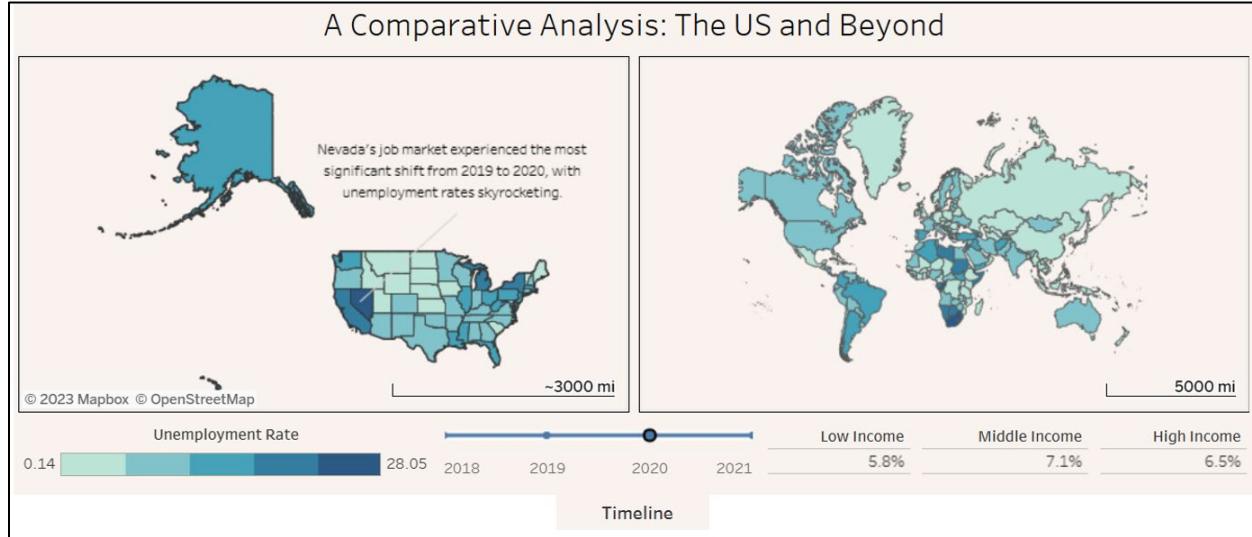 A Comparative Analysis: The US and Beyond
Nevada's job market experienced the most
significant shift from 2019 to 2020, with
unemployment rates skyrocketing.
© 2023 Mapbox © OpenStreetMap
~3000 mi
5000 mi
Unemployment Rate
0.14
28.05
2018
2019
2020
2021
Low Income
Middle Income
High Income
5.8%
7.1%
6.5%
Timeline